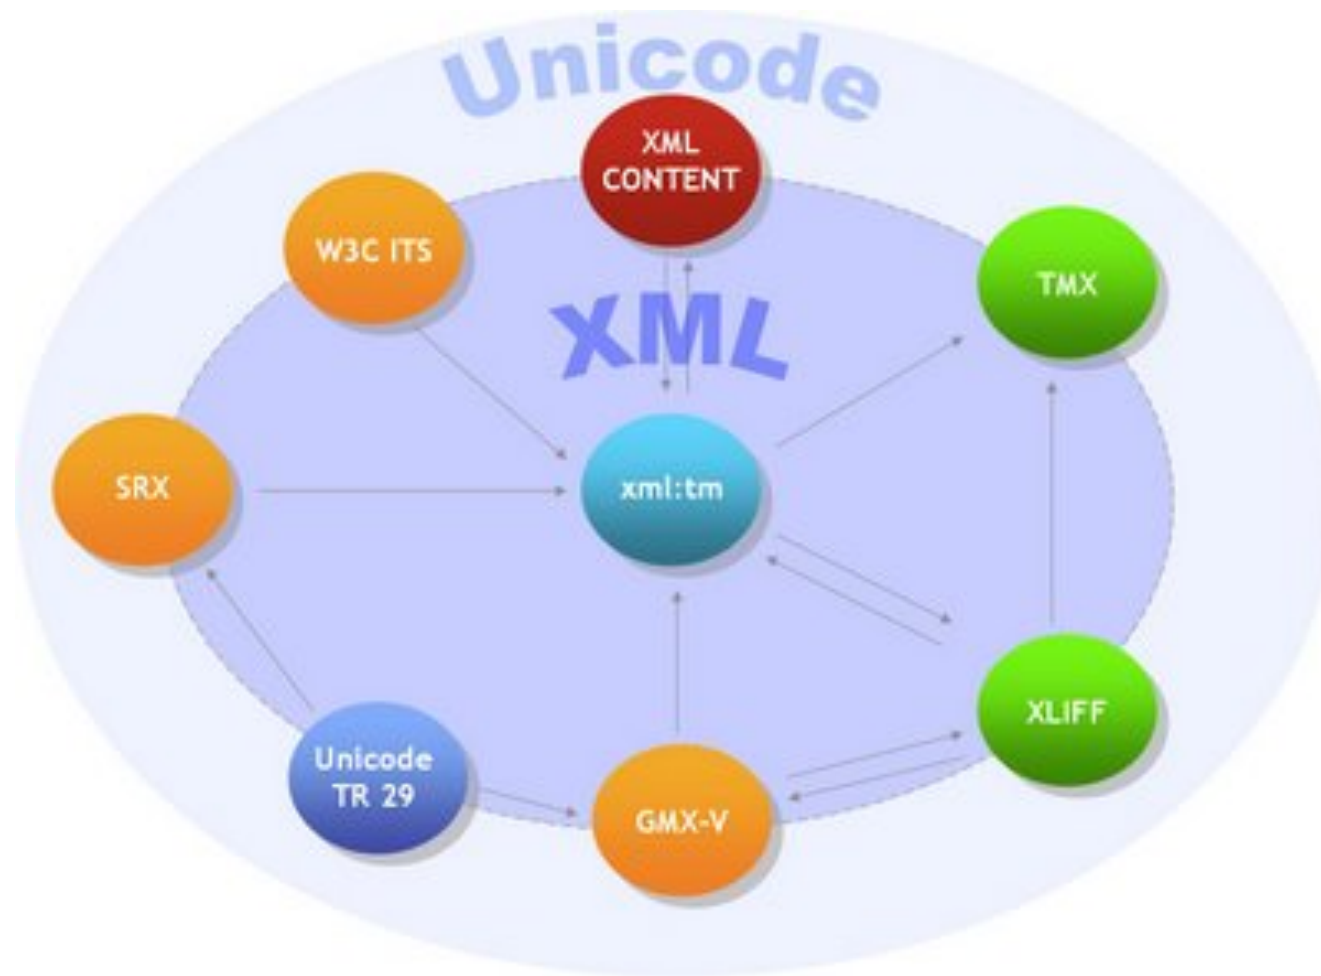 Unicode
XML
CONTENT
W3C ITS
TMX
XML
SRX
xml:tm
XLIFF
Unicode
TR 29
GMX-V